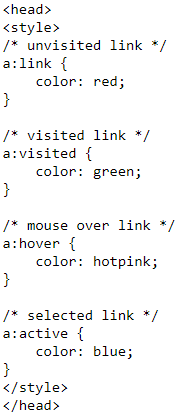 <head>
<style>
/* unvisited link */
a:link {
    color: red;
}

/* visited link */
a:visited {
    color: green;
}

/* mouse over link */
a:hover {
    color: hotpink;
}

/* selected link */
a:active {
    color: blue;
}
</style>
</head>